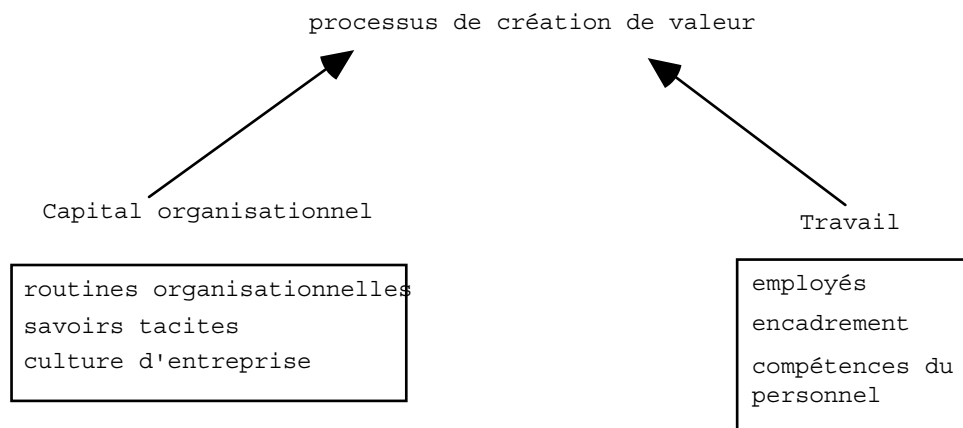 processus de création de valeur
Capital organisationnel
routines organisationnelles
savoirs tacites
culture d'entreprise
Travail
employés
encadrement
compétences du
personnel